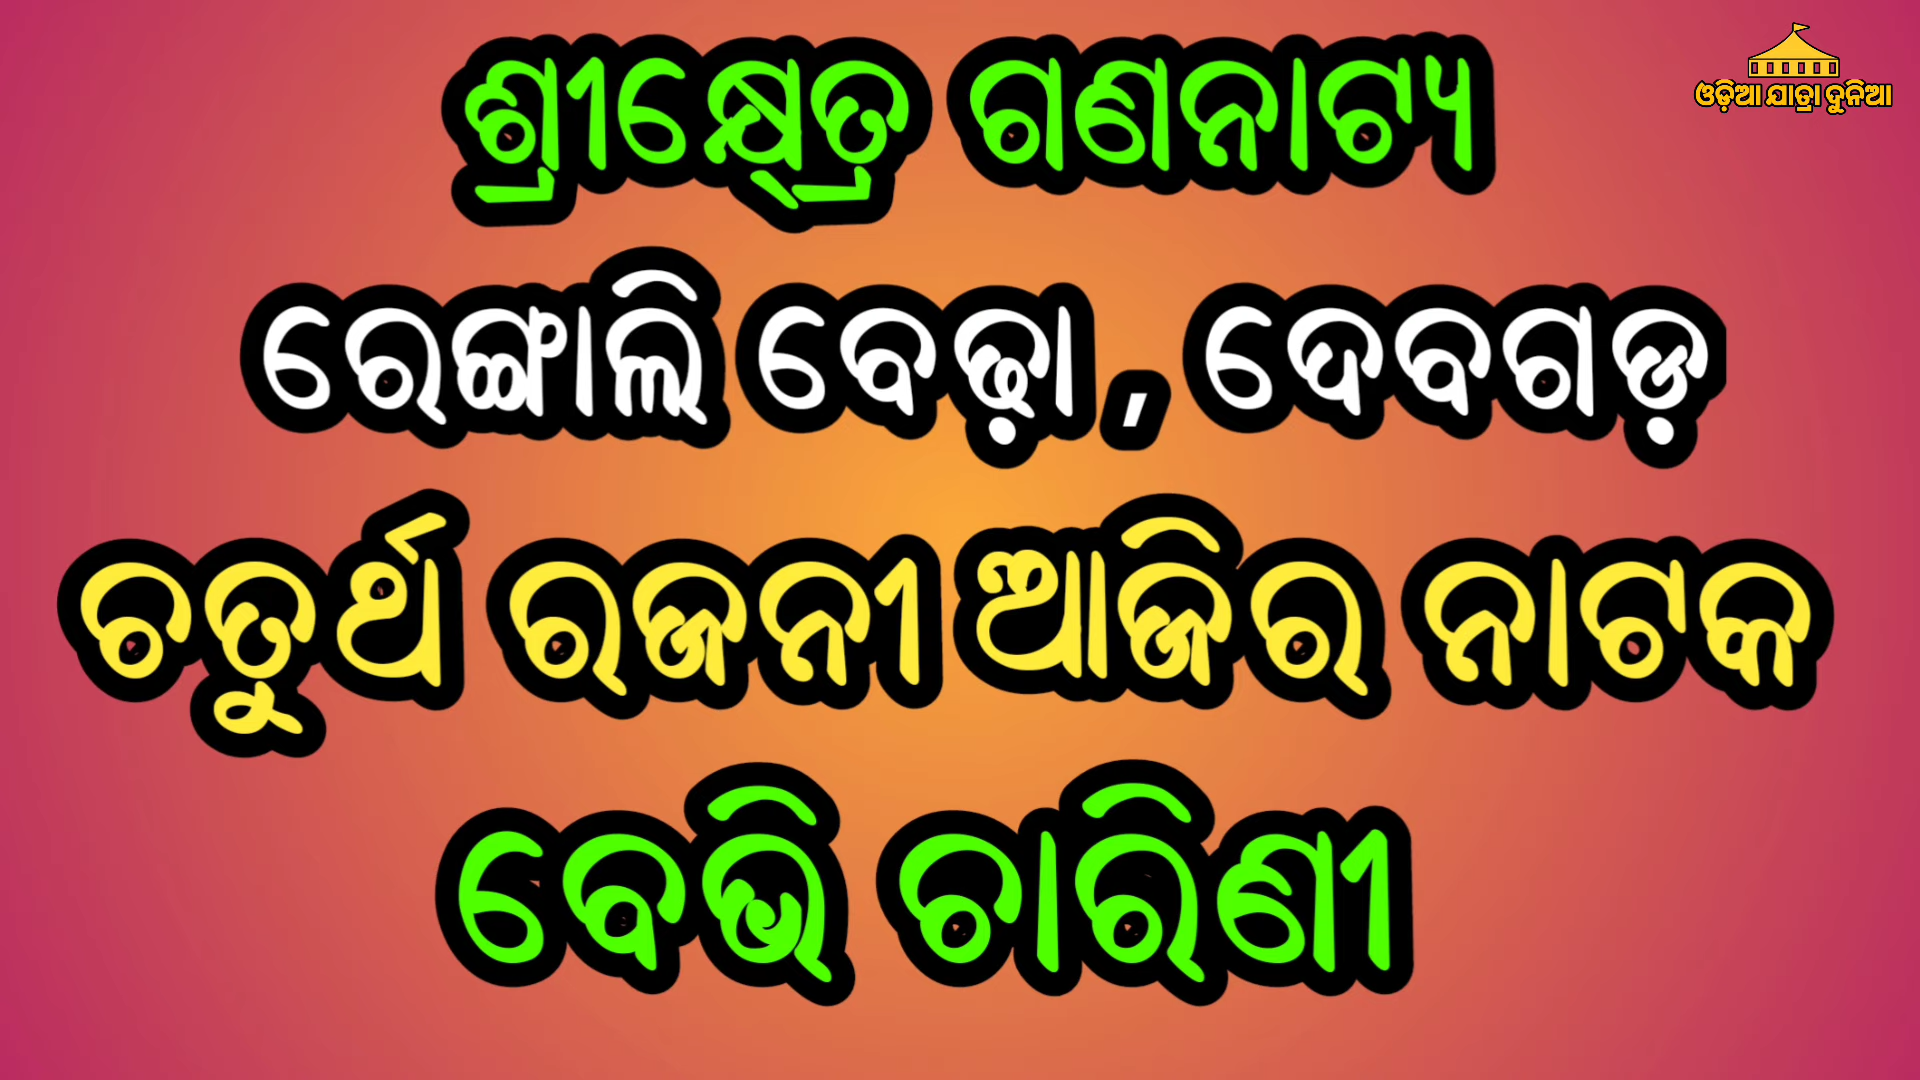 ଶ୍ରୀକ୍ଷେତ୍ର ଗଣନାଟ୍ୟ
ଓଡ଼ିଆ ଯାତ୍ରା ଦୁନିଆ
ରେଙ୍ଗାଲି ବେଢ଼ା , ଦେବଗଡ଼
ଚତୁର୍ଥ ରଜନୀ ଆଜିର ନାଟକ
ବେଭି ଚାରିଣୀ